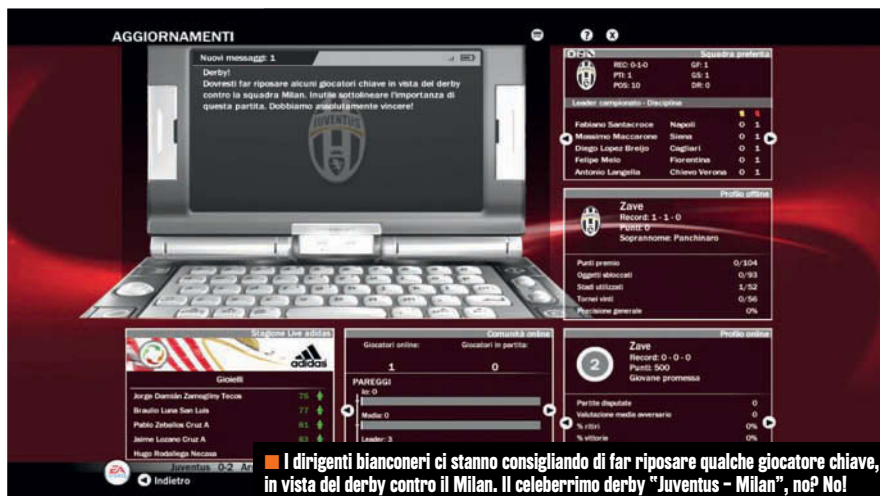 AGGIORNAMENTI
Nuovi messaggi: 1
Derby!
Dovresti far riposare alcuni giocatori chiave in vista del derby
contro la squadra Milan. Inutile sottolineare l'importanza di
questa partita. Dobbiamo assolutamente vincere!
JUVENTUS
Squadra preferita
REC: 0-1-0 GF: 1
PTI: 1 GS: 1
POS: 10 DR: 0
Leader campionato - Disciplina
Fabiano Santacroce Napoli 0 1
Massimo Maccarone Siena 0 1
Diego Lopez Breijo Cagliari 0 1
Felipe Melo Fiorentina 0 1
Antonio Langella Chievo Verona 0 1
Profilo offline
Zave
Record: 1 - 1 - 0
Punti: 0
Soprannome: Panchinaro
Punti premio 0/104
Oggetti sbloccati 0/93
Stadi utilizzati 1/52
Tornei vinti 0/56
Precisione generale 0%
Stagione Live adidas
adidas
Gioielli
Jorge Damián Zamogilny Tecos 75
Braulio Luna San Luis 77
Pablo Zeballos Cruz A 61
Jaime Lozano Cruz A 83
Hugo Rodallega Necaxa
Comunità online
Giocatori online: Giocatori in partita:
1 0
PAREGGI
Io: 0
Media: 0
Leader: 3
Profilo online
2
Zave
Record: 0 - 0 - 0
Punti: 500
Giovane promessa
Partite disputate 0
Valutazione media avversario 0
% ritiri 0%
% vittorie 0%
EA
Juventus 0-2
Indietro
■ I dirigenti bianconeri ci stanno consigliando di far riposare qualche giocatore chiave,
in vista del derby contro il Milan. Il celeberrimo derby "Juventus – Milan", no? No!